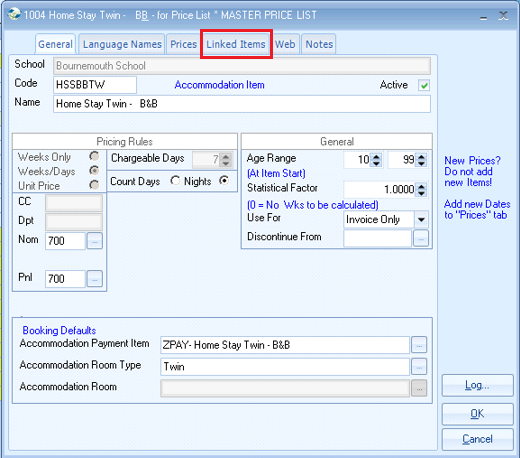 1004 Home Stay Twin - BB - for Price List " MASTER PRICE LIST
General Language Names Prices Linked Items Web Notes
School Bournemouth School
Code HSSBBTW Accommodation Item Active
Name Home Stay Twin - B&B
Pricing Rules
Weeks Only Chargeable Days 7
Weeks/Days
Count Days Nights
Unit Price
CC
Dpt
Nom 700 ...
Pnl 700 ...
General
Age Range 10 99
(At Item Start)
Statistical Factor 1.0000
(0 = No Wks to be calculated)
Use For Invoice Only
Discontinue From ...
New Prices?
Do not add
new Items!
Add new Dates
to "Prices" tab
Booking Defaults
Accommodation Payment Item ZPAY- Home Stay Twin - B&B ...
Accommodation Room Type Twin ...
Accommodation Room ...
Log...
OK
Cancel